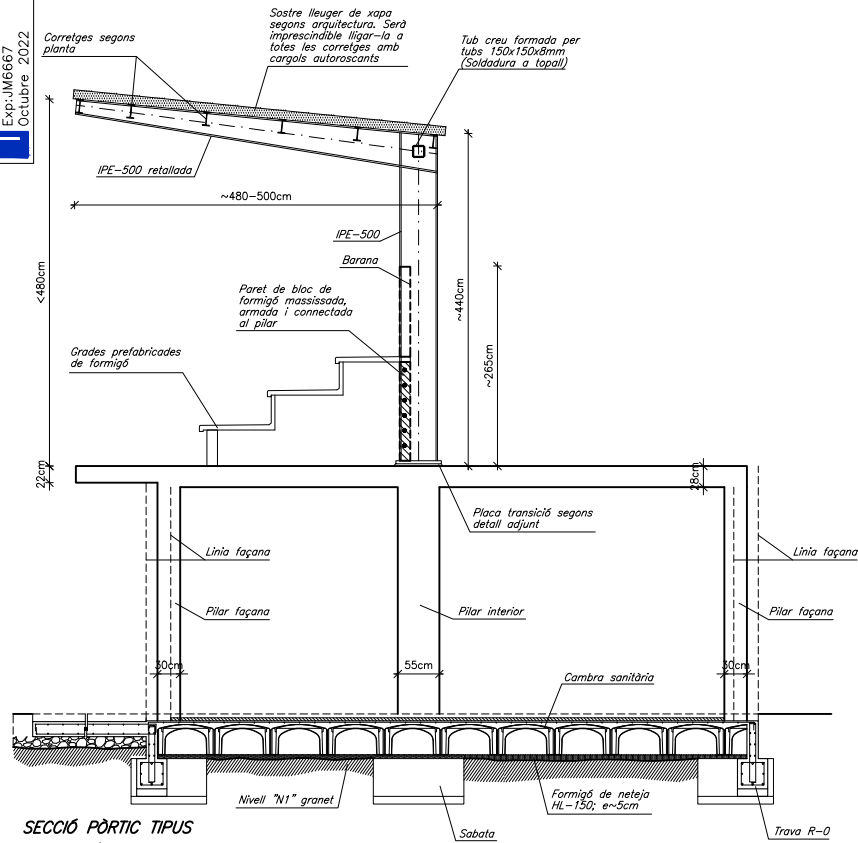 Exp:JM6667
Octubre 2022
Corretges segons
planta
Sostre lleuger de xapa
segons arquitectura. Serà
imprescindible lligar-la a
totes les corretges amb
cargols autoroscants
Tub creu formada per
tubs 150x150x8mm
(Soldadura a topall)
IPE-500 retallada
~480-500cm
IPE-500
Barana
<480cm
Paret de bloc de
formigó massissada,
armada i connectada
al pilar
~440cm
~265cm
Grades prefabricades
de formigó
22cm
28cm
Placa transició segons
detall adjunt
Linia façana
Linia façana
Pilar façana
Pilar interior
Pilar façana
30cm
55cm
30cm
Cambra sanitària
Nivell "N1" granet
Formigó de neteja
HL-150; e~5cm
Sabata
Trava R-0
SECCIÓ PÒRTIC TIPUS